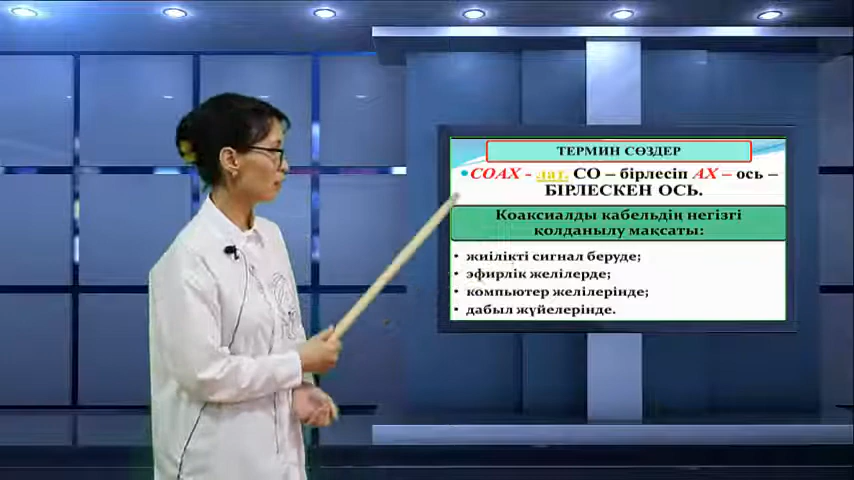 ТЕРМИН СӨЗДЕР
•COAX - лат. CO – бірлесіп AX – ось –
БІРЛЕСКЕН ОСЬ.
Коаксиалды кабельдің негізгі
қолданылу мақсаты:
• жиілікті сигнал беруде;
• эфирлік желілерде;
• компьютер желілерінде;
• дабыл жүйелерінде.